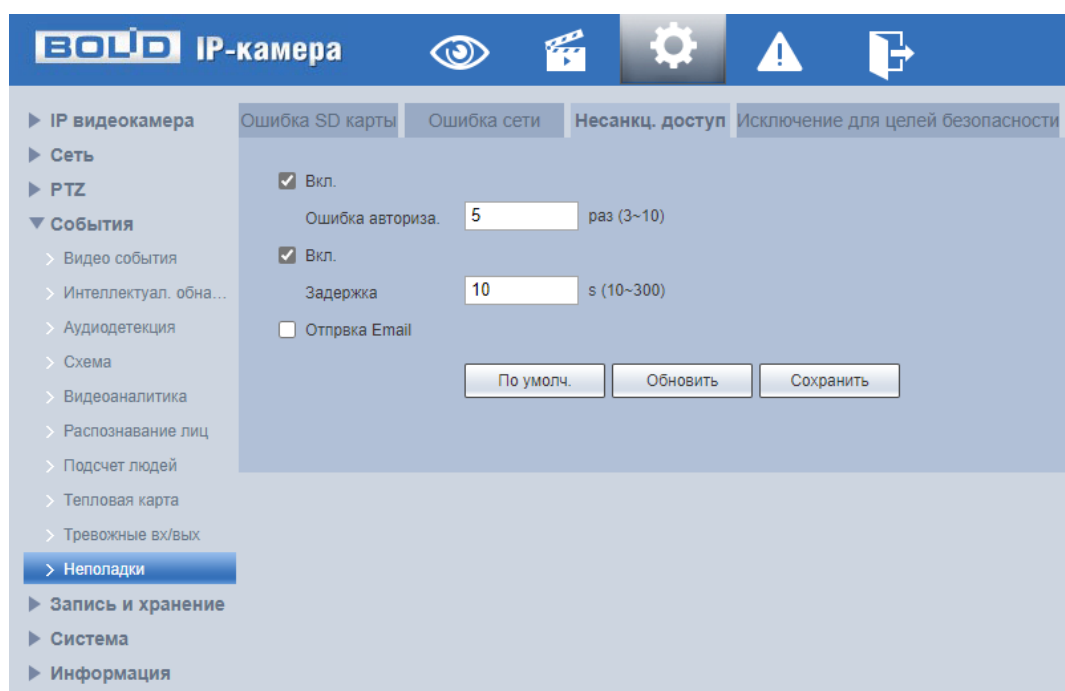 BOLID IP-камера
IP видеокамера
Сеть
PTZ
События
Видео события
Интеллектуал. обна...
Аудиодетекция
Схема
Видеоаналитика
Распознавание лиц
Подсчет людей
Тепловая карта
Тревожные вх/вых
Неполадки
Запись и хранение
Система
Информация
Ошибка SD карты Ошибка сети Несанкц. доступ Исключение для целей безопасности
Вкл.
Ошибка авториза. 5 раз (3~10)
Вкл.
Задержка 10 s (10~300)
Отпрвка Email
По умолч. Обновить Сохранить